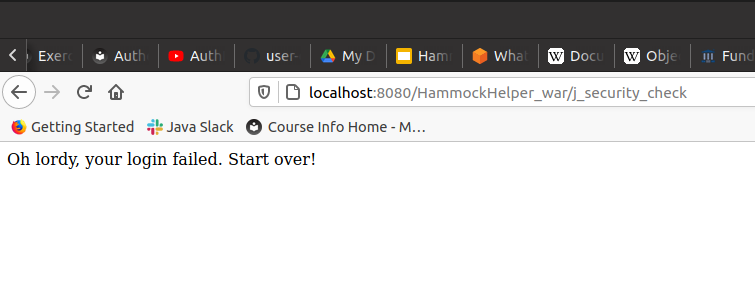 Exerc Auth Auth user- My D Ham What Docu Obje Fund
localhost:8080/HammockHelper_war/j_security_check
Getting Started Java Slack Course Info Home - M…
Oh lordy, your login failed. Start over!